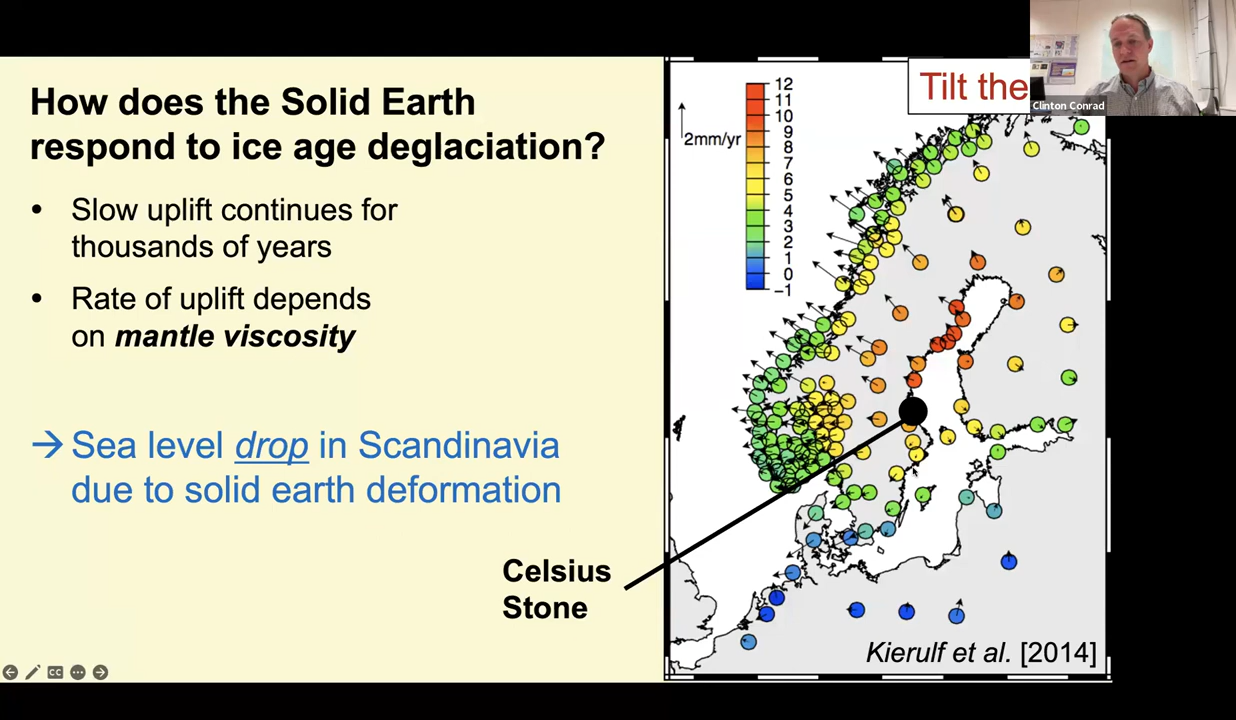 How does the Solid Earth
respond to ice age deglaciation?
• Slow uplift continues for
thousands of years
• Rate of uplift depends
on mantle viscosity
→ Sea level drop in Scandinavia
due to solid earth deformation
Celsius
Stone
2mm/yr
12
11
10
9
8
7
6
5
4
3
2
1
0
−1
Tilt the
Clinton Conrad
Kierulf et al. [2014]
CC